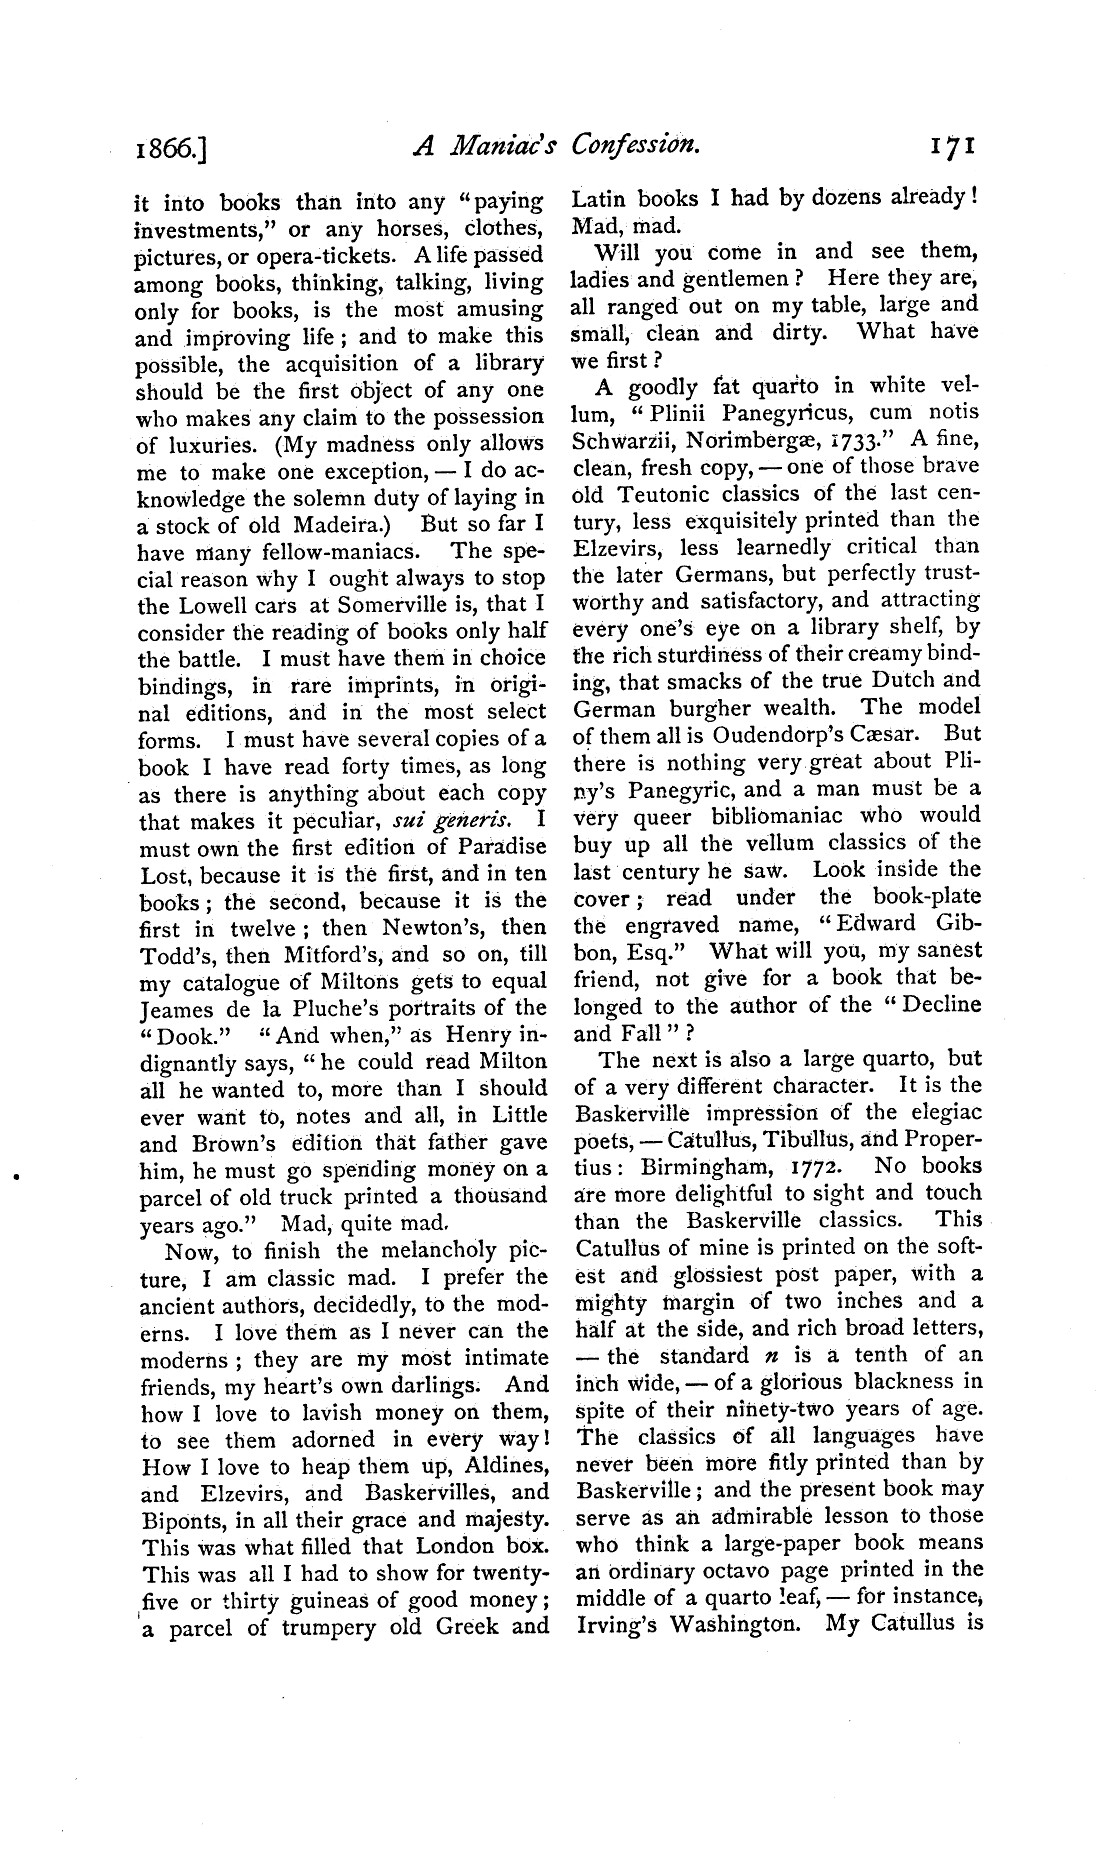 1866.] A Maniac's Confession. 171
it into books than into any "paying
investments," or any horses, clothes,
pictures, or opera-tickets. A life passed
among books, thinking, talking, living
only for books, is the most amusing
and improving life; and to make this
possible, the acquisition of a library
should be the first object of any one
who makes any claim to the possession
of luxuries. (My madness only allows
me to make one exception, — I do ac-
knowledge the solemn duty of laying in
a stock of old Madeira.) But so far I
have many fellow-maniacs. The spe-
cial reason why I ought always to stop
the Lowell cars at Somerville is, that I
consider the reading of books only half
the battle. I must have them in choice
bindings, in rare imprints, in origi-
nal editions, and in the most select
forms. I must have several copies of a
book I have read forty times, as long
as there is anything about each copy
that makes it peculiar, sui generis. I
must own the first edition of Paradise
Lost, because it is the first, and in ten
books; the second, because it is the
first in twelve; then Newton's, then
Todd's, then Mitford's, and so on, till
my catalogue of Miltons gets to equal
Jeames de la Pluche's portraits of the
"Dook." "And when," as Henry in-
dignantly says, "he could read Milton
all he wanted to, more than I should
ever want to, notes and all, in Little
and Brown's edition that father gave
him, he must go spending money on a
parcel of old truck printed a thousand
years ago." Mad, quite mad.
Now, to finish the melancholy pic-
ture, I am classic mad. I prefer the
ancient authors, decidedly, to the mod-
erns. I love them as I never can the
moderns; they are my most intimate
friends, my heart's own darlings. And
how I love to lavish money on them,
to see them adorned in every way!
How I love to heap them up, Aldines,
and Elzevirs, and Baskervilles, and
Biponts, in all their grace and majesty.
This was what filled that London box.
This was all I had to show for twenty-
five or thirty guineas of good money;
a parcel of trumpery old Greek and
Latin books I had by dozens already!
Mad, mad.
Will you come in and see them,
ladies and gentlemen? Here they are,
all ranged out on my table, large and
small, clean and dirty. What have
we first?
A goodly fat quarto in white vel-
lum, "Plinii Panegyricus, cum notis
Schwarzii, Norimbergæ, 1733." A fine,
clean, fresh copy, — one of those brave
old Teutonic classics of the last cen-
tury, less exquisitely printed than the
Elzevirs, less learnedly critical than
the later Germans, but perfectly trust-
worthy and satisfactory, and attracting
every one's eye on a library shelf, by
the rich sturdiness of their creamy bind-
ing, that smacks of the true Dutch and
German burgher wealth. The model
of them all is Oudendorp's Cæsar. But
there is nothing very great about Pli-
ny's Panegyric, and a man must be a
very queer bibliomaniac who would
buy up all the vellum classics of the
last century he saw. Look inside the
cover; read under the book-plate
the engraved name, "Edward Gib-
bon, Esq." What will you, my sanest
friend, not give for a book that be-
longed to the author of the "Decline
and Fall"?
The next is also a large quarto, but
of a very different character. It is the
Baskerville impression of the elegiac
poets, — Catullus, Tibullus, and Proper-
tius: Birmingham, 1772. No books
are more delightful to sight and touch
than the Baskerville classics. This
Catullus of mine is printed on the soft-
est and glossiest post paper, with a
mighty margin of two inches and a
half at the side, and rich broad letters,
— the standard n is a tenth of an
inch wide, — of a glorious blackness in
spite of their ninety-two years of age.
The classics of all languages have
never been more fitly printed than by
Baskerville; and the present book may
serve as an admirable lesson to those
who think a large-paper book means
an ordinary octavo page printed in the
middle of a quarto leaf, — for instance,
Irving's Washington. My Catullus is